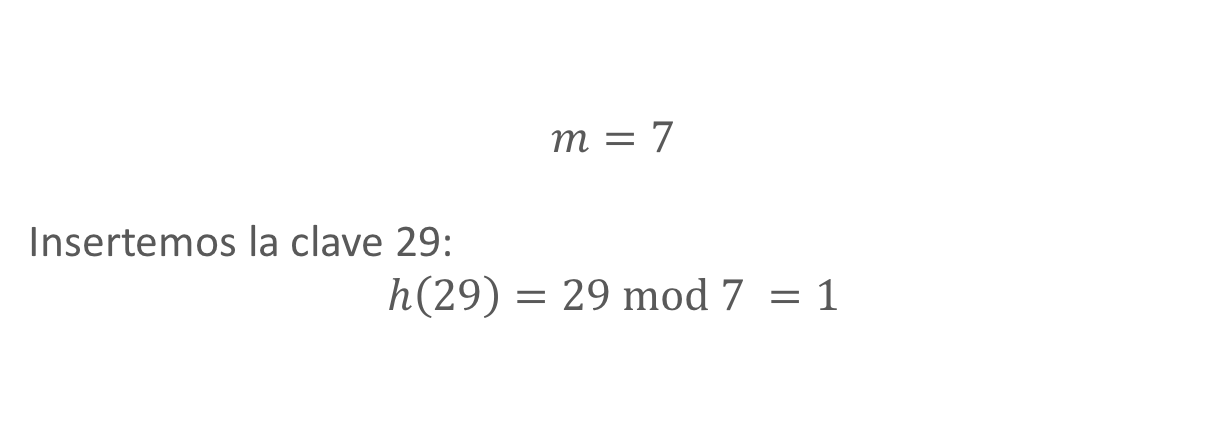 m = 7
Insertemos la clave 29:
h(29) = 29 mod 7 = 1